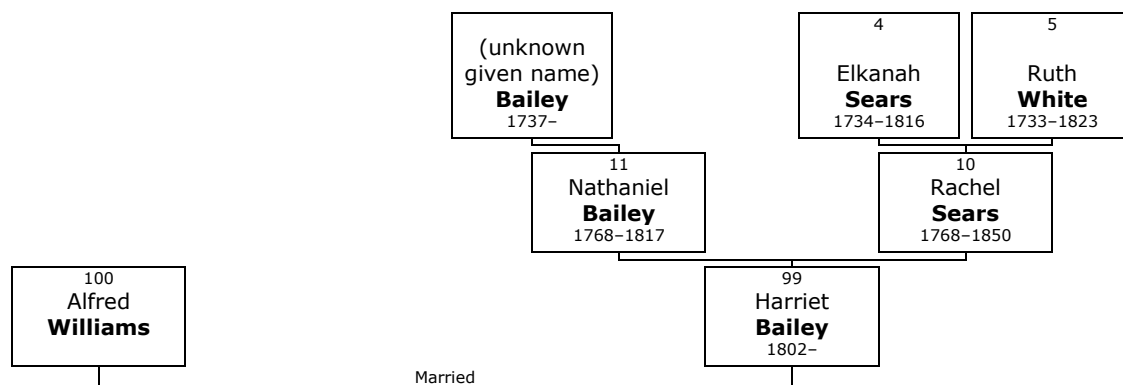 (unknown
given name)
Bailey
1737–
4
Elkanah
Sears
1734–1816
5
Ruth
White
1733–1823
11
Nathaniel
Bailey
1768–1817
10
Rachel
Sears
1768–1850
100
Alfred
Williams
99
Harriet
Bailey
1802–
Married